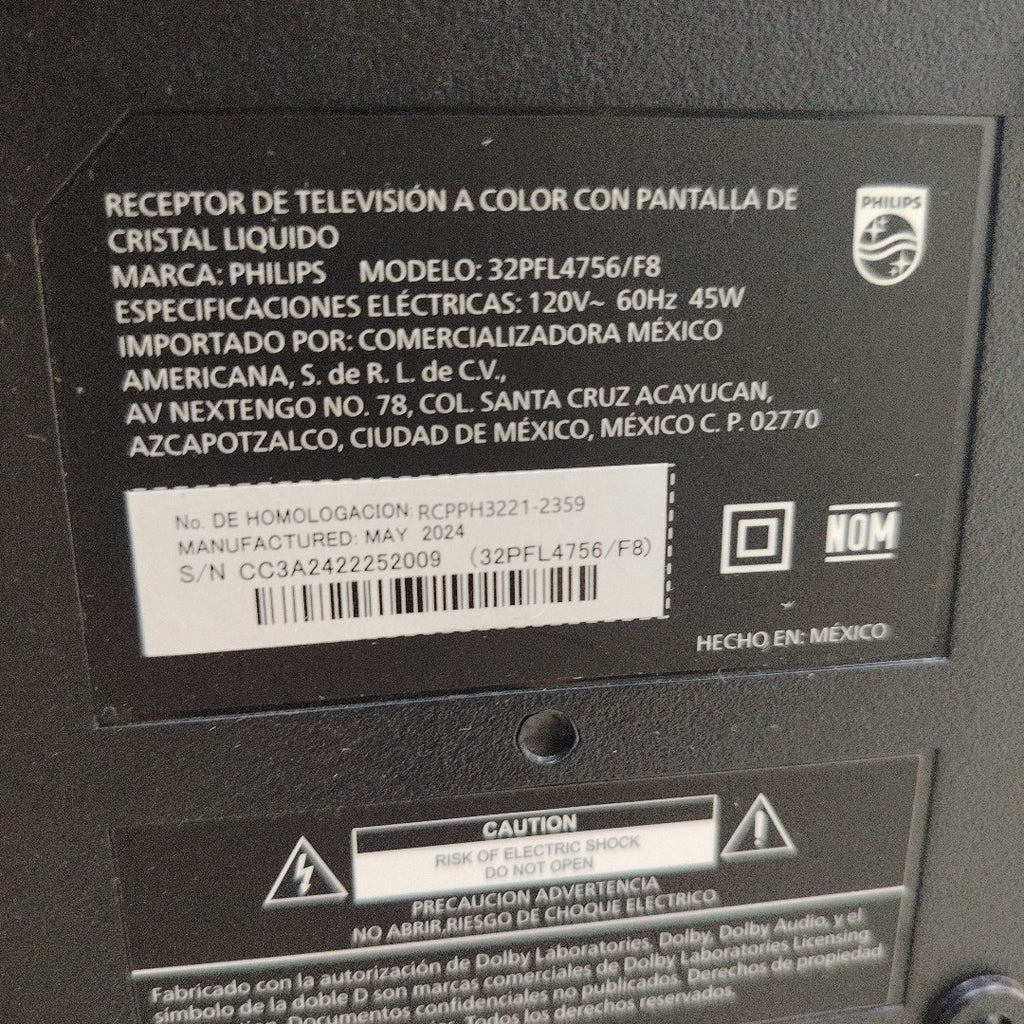 RECEPTOR DE TELEVISIÓN A COLOR CON PANTALLA DE
CRISTAL LIQUIDO
MARCA: PHILIPS MODELO: 32PFL4756/F8
ESPECIFICACIONES ELÉCTRICAS: 120V~ 60Hz 45W
IMPORTADO POR: COMERCIALIZADORA MÉXICO
AMERICANA, S. de R. L. de C.V.,
AV NEXTENGO NO. 78, COL. SANTA CRUZ ACAYUCAN,
AZCAPOTZALCO, CIUDAD DE MÉXICO, MÉXICO C. P. 02770
PHILIPS
No. DE HOMOLOGACION: RCPPH3221-2359
MANUFACTURED: MAY 2024
S/N CC3A2422252009 (32PFL4756/F8)
NOM
HECHO EN: MÉXICO
CAUTION
RISK OF ELECTRIC SHOCK
DO NOT OPEN
PRECAUCION ADVERTENCIA
NO ABRIR,RIESGO DE CHOQUE ELECTRICO
Fabricado con la autorización de Dolby Laboratories. Dolby, Dolby Audio, y el
símbolo de la doble D son marcas comerciales de Dolby Laboratories Licensing
Documentos confidenciales no publicados. Derechos de propiedad
Todos los derechos reservados.